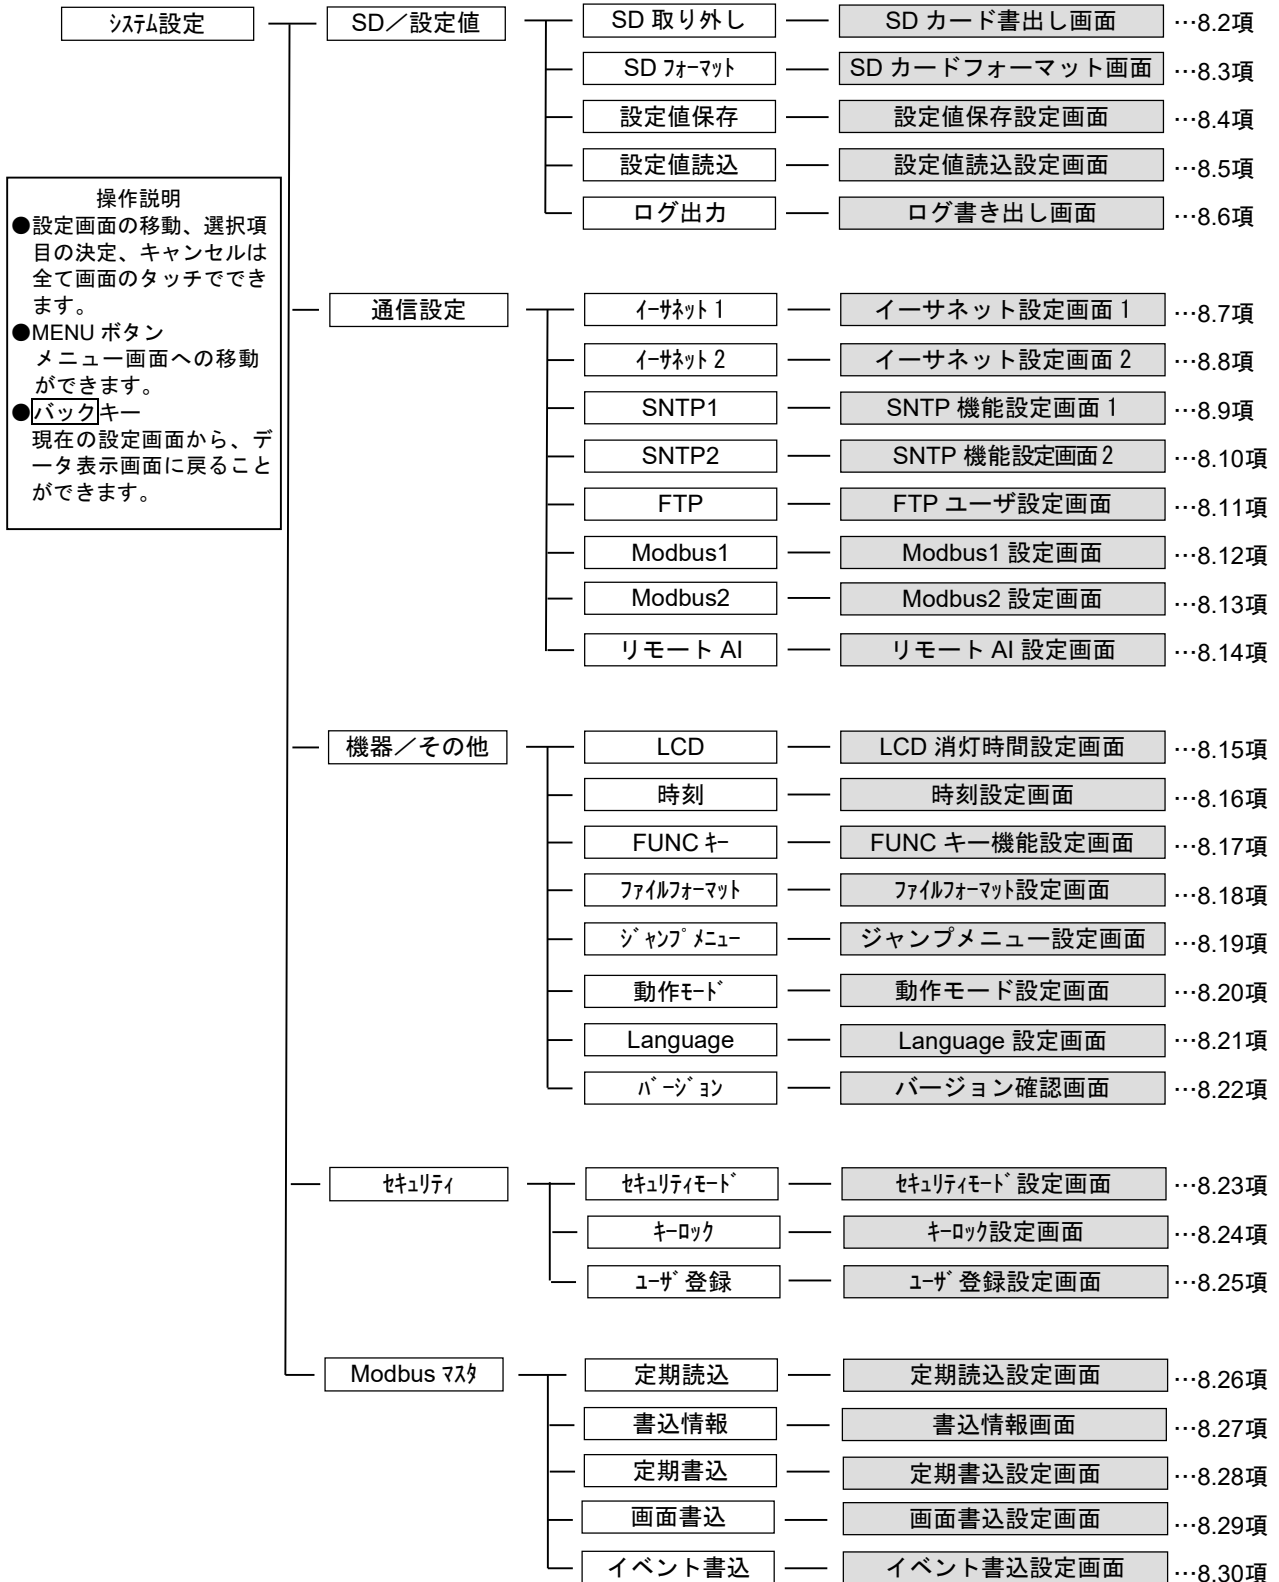 ｼｽﾃﾑ設定
SD／設定値
SD 取り外し
SD カード書出し画面
…8.2項
SD ﾌｫｰﾏｯﾄ
SD カードフォーマット画面
…8.3項
設定値保存
設定値保存設定画面
…8.4項
設定値読込
設定値読込設定画面
…8.5項
ログ出力
ログ書き出し画面
…8.6項
操作説明
●設定画面の移動、選択項
目の決定、キャンセルは
全て画面のタッチででき
ます。
●MENU ボタン
メニュー画面への移動
ができます。
●バックキー
現在の設定画面から、デ
ータ表示画面に戻ること
ができます。
通信設定
ｲｰｻﾈｯﾄ 1
イーサネット設定画面 1
…8.7項
ｲｰｻﾈｯﾄ 2
イーサネット設定画面 2
…8.8項
SNTP1
SNTP 機能設定画面 1
…8.9項
SNTP2
SNTP 機能設定画面 2
…8.10項
FTP
FTP ユーザ設定画面
…8.11項
Modbus1
Modbus1 設定画面
…8.12項
Modbus2
Modbus2 設定画面
…8.13項
リモート AI
リモート AI 設定画面
…8.14項
機器／その他
LCD
LCD 消灯時間設定画面
…8.15項
時刻
時刻設定画面
…8.16項
FUNC ｷｰ
FUNC キー機能設定画面
…8.17項
ﾌｧｲﾙﾌｫｰﾏｯﾄ
ﾌｧｲﾙﾌｫｰﾏｯﾄ設定画面
…8.18項
ｼﾞｬﾝﾌﾟﾒﾆｭｰ
ジャンプメニュー設定画面
…8.19項
動作ﾓｰﾄﾞ
動作モード設定画面
…8.20項
Language
Language 設定画面
…8.21項
ﾊﾞｰｼﾞｮﾝ
バージョン確認画面
…8.22項
ｾｷｭﾘﾃｨ
ｾｷｭﾘﾃｨﾓｰﾄﾞ
ｾｷｭﾘﾃｨﾓｰﾄﾞ設定画面
…8.23項
ｷｰﾛｯｸ
ｷｰﾛｯｸ設定画面
…8.24項
ﾕｰｻﾞ登録
ﾕｰｻﾞ登録設定画面
…8.25項
Modbus ﾏｽﾀ
定期読込
定期読込設定画面
…8.26項
書込情報
書込情報画面
…8.27項
定期書込
定期書込設定画面
…8.28項
画面書込
画面書込設定画面
…8.29項
イベント書込
イベント書込設定画面
…8.30項